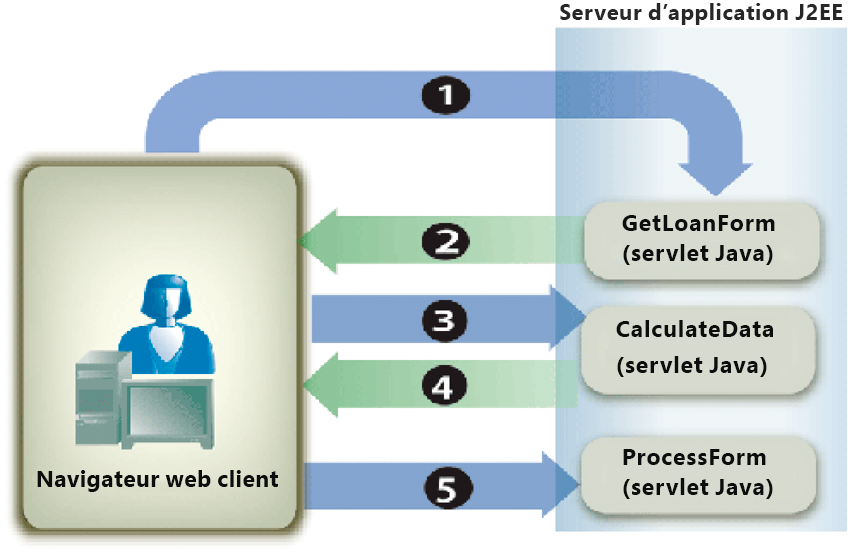 Serveur d’application J2EE
1
GetLoanForm
(servlet Java)
2
3
CalculateData
(servlet Java)
4
ProcessForm
(servlet Java)
Navigateur web client
5